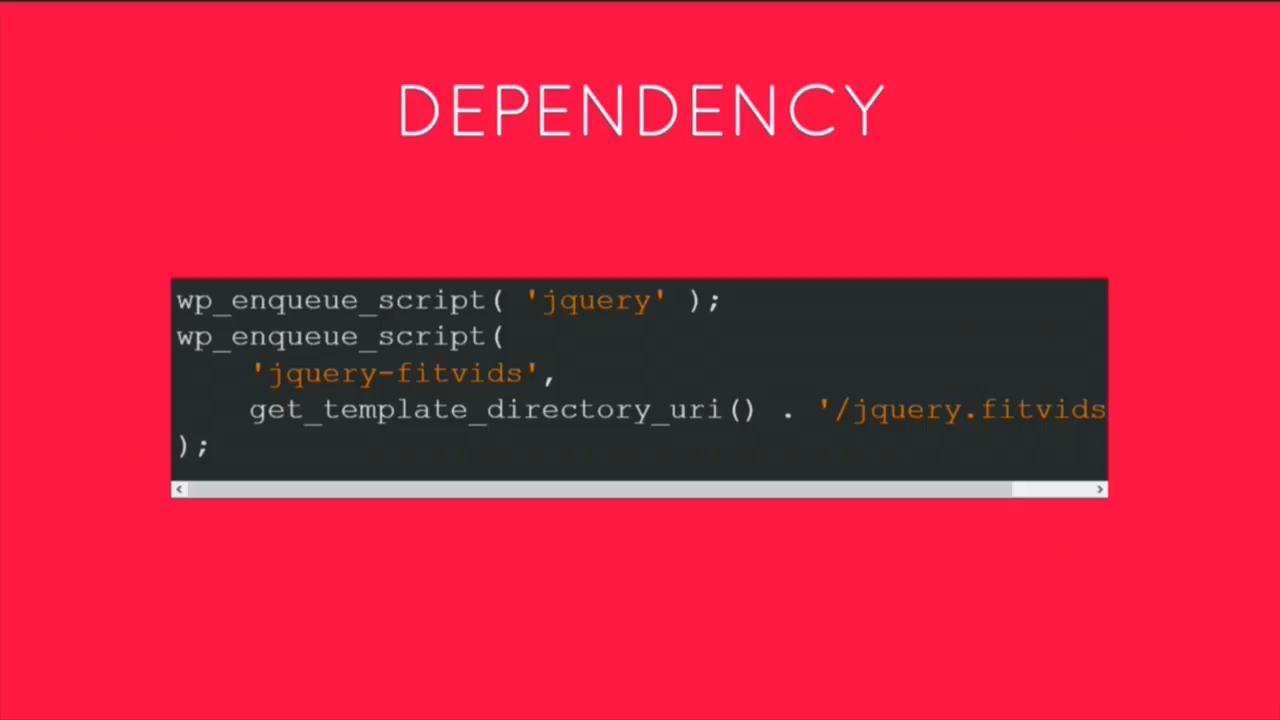 DEPENDENCY
wp_enqueue_script( 'jquery' );
wp_enqueue_script(
    'jquery-fitvids',
    get_template_directory_uri() . '/jquery.fitvids
);